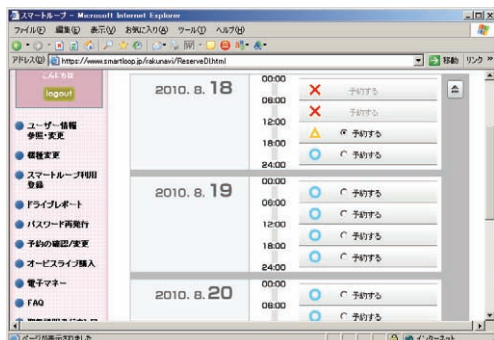 スマートループ - Microsoft Internet Explorer
ファイル(F) 編集(E) 表示(V) お気に入り(A) ツール(T) ヘルプ(H)
アドレス(D) https://www.smartloop.jp/rakunavi/ReserveDI.html 移動 リンク »
こんにちは
logout
ユーザー情報
参照・変更
機種変更
スマートループ利用
登録
ドライブレポート
パスワード再発行
予約の確認/変更
オービスライブ購入
電子マネー
FAQ
2010. 8. 18
00:00
予約する
06:00
予約する
12:00
予約する
18:00
予約する
24:00
2010. 8. 19
00:00
予約する
06:00
予約する
12:00
予約する
18:00
予約する
24:00
2010. 8. 20
00:00
予約する
06:00
予約する
ページが表示されました
インターネット